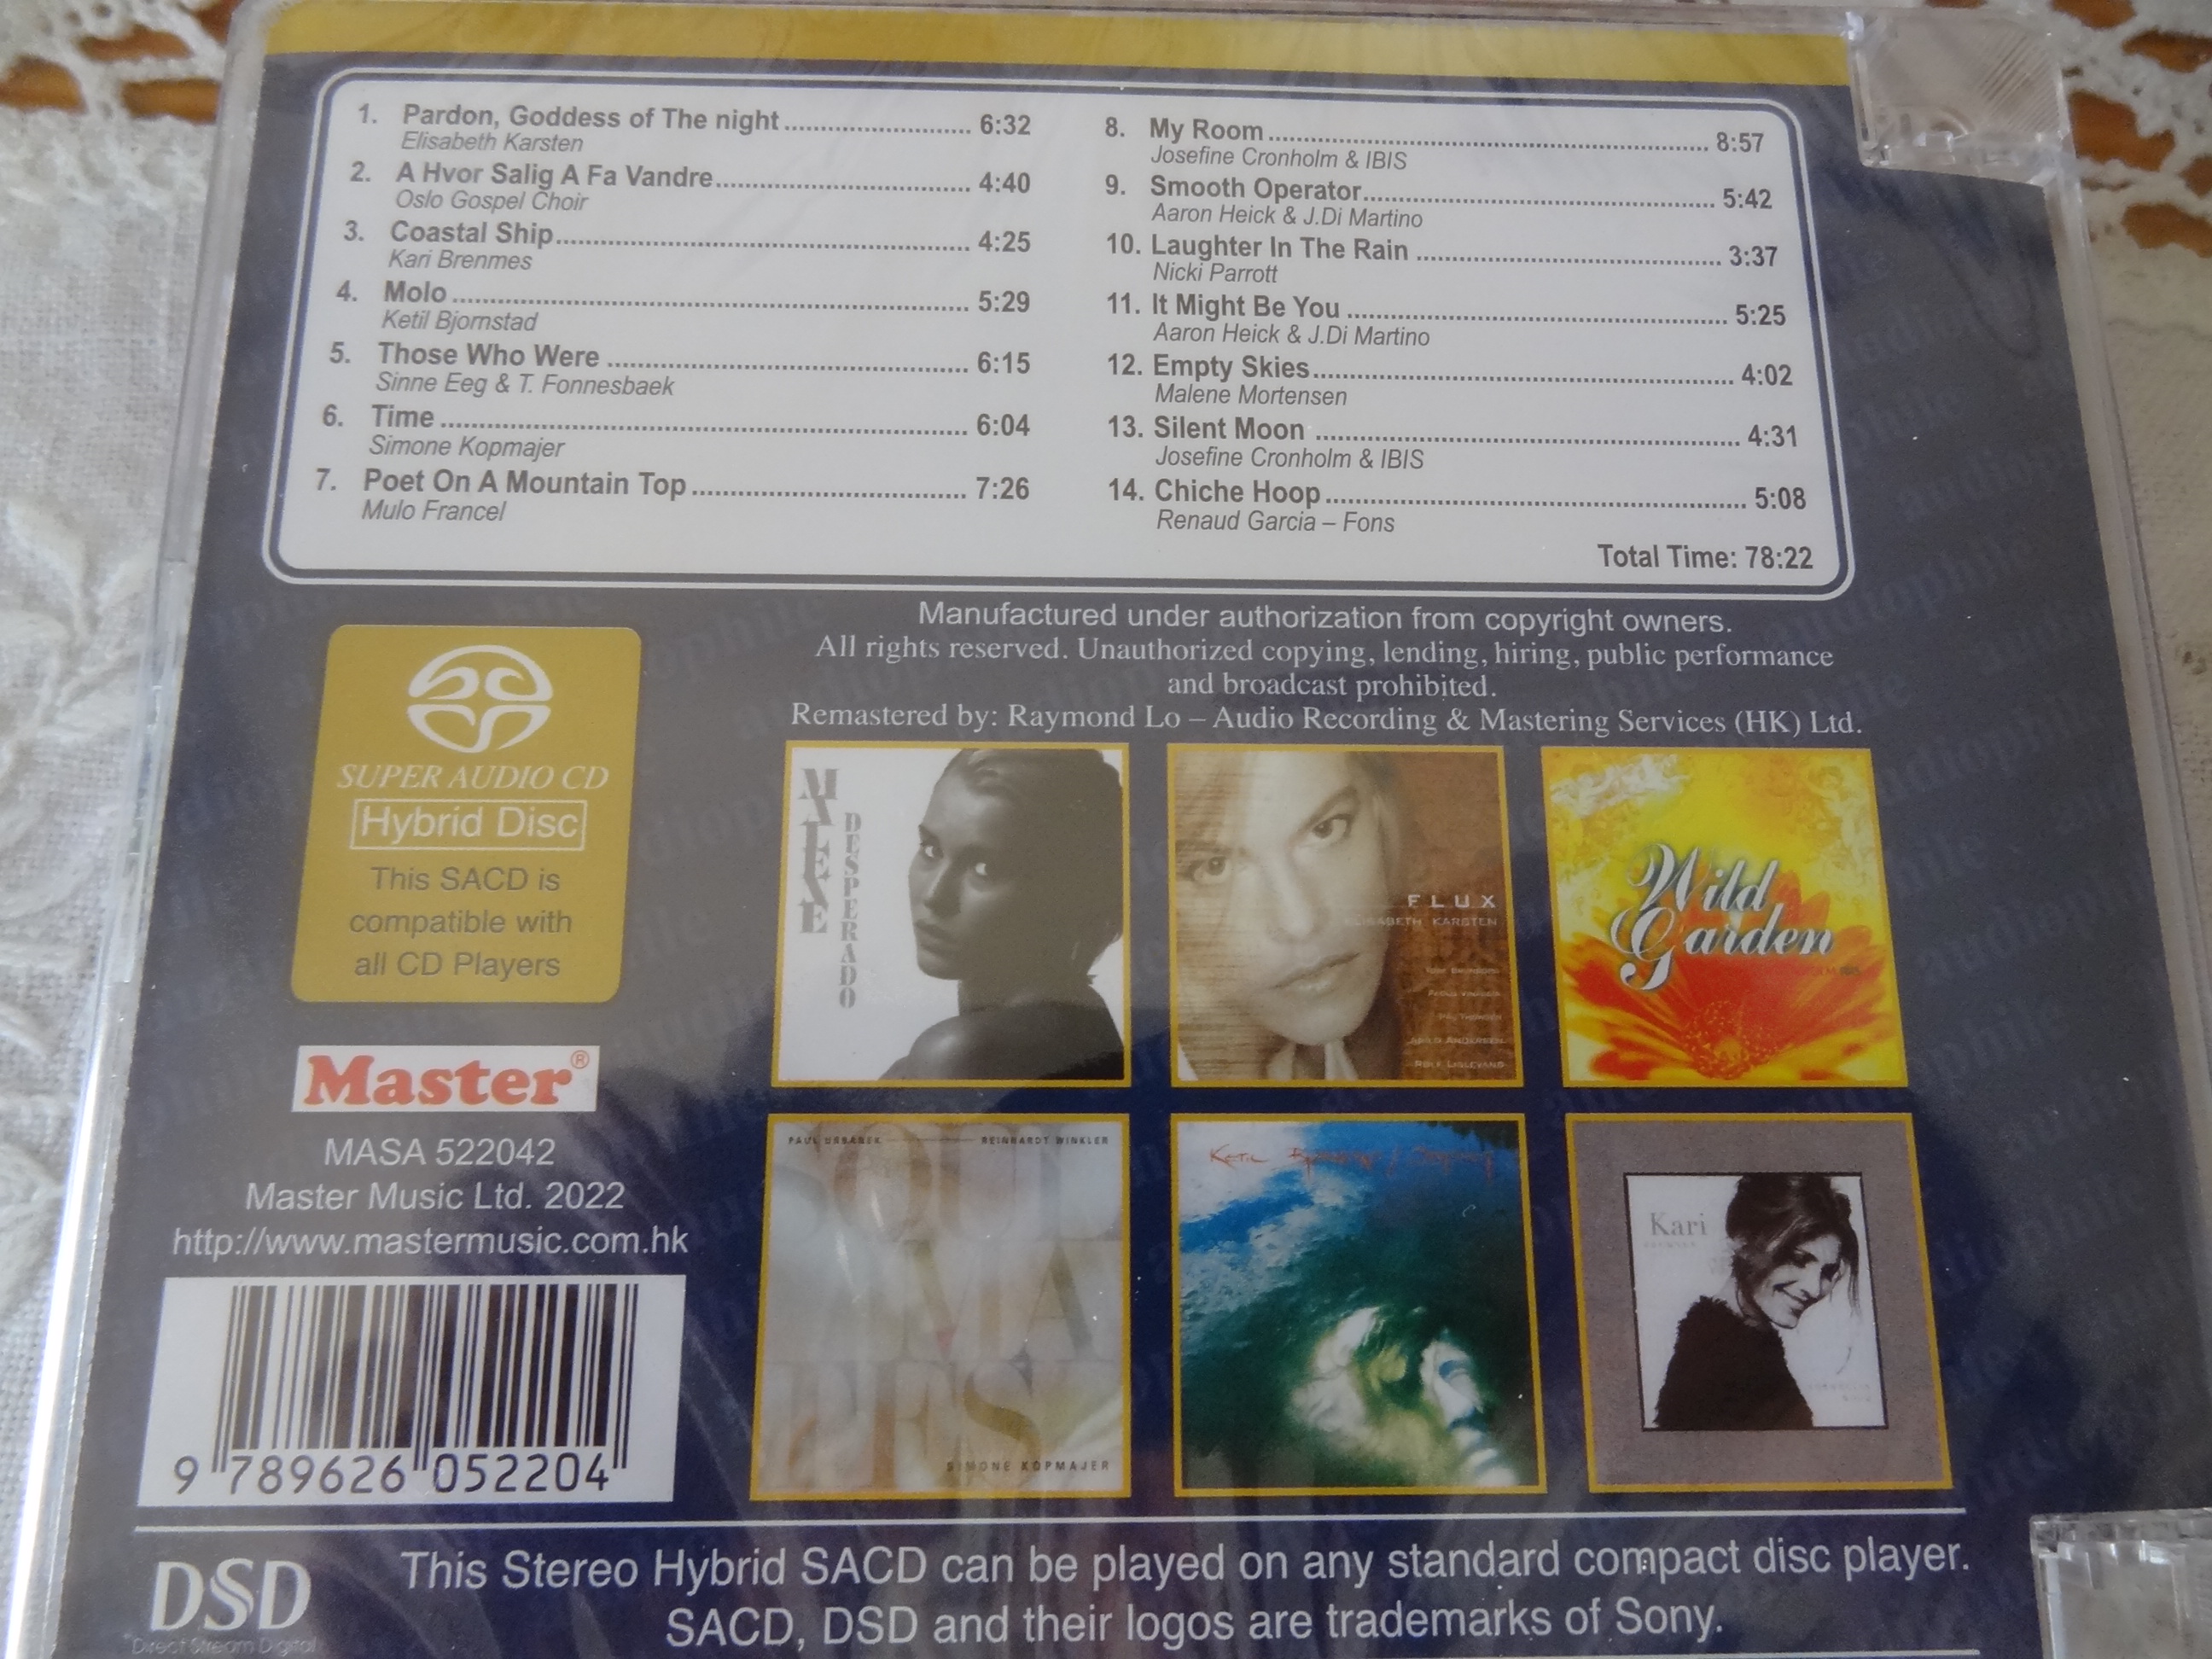 1. Pardon, Goddess of The night 6:32
Elisabeth Karsten
2. A Hvor Salig A Fa Vandre 4:40
Oslo Gospel Choir
3. Coastal Ship 4:25
Kari Brenmes
4. Molo 5:29
Ketil Bjornstad
5. Those Who Were 6:15
Sinne Eeg & T. Fonnesbaek
6. Time 6:04
Simone Kopmajer
7. Poet On A Mountain Top 7:26
Mulo Francel
8. My Room 8:57
Josefine Cronholm & IBIS
9. Smooth Operator 5:42
Aaron Heick & J.Di Martino
10. Laughter In The Rain 3:37
Nicki Parrott
11. It Might Be You 5:25
Aaron Heick & J.Di Martino
12. Empty Skies 4:02
Malene Mortensen
13. Silent Moon 4:31
Josefine Cronholm & IBIS
14. Chiche Hoop 5:08
Renaud Garcia – Fons
Total Time: 78:22
Manufactured under authorization from copyright owners.
All rights reserved. Unauthorized copying, lending, hiring, public performance
and broadcast prohibited.
Remastered by: Raymond Lo – Audio Recording & Mastering Services (HK) Ltd.
SUPER AUDIO CD
Hybrid Disc
This SACD is
compatible with
all CD Players
Master®
MASA 522042
Master Music Ltd. 2022
http://www.mastermusic.com.hk
9 789626 052204
MALENE
DESPERADO
FLUX
ELISABETH KARSTEN
ARILD ANDERSEN
ROLF LISLEVAND
Wild
Garden
PAUL URBANEK
REINHARDT WINKLER
SIMONE KOPMAJER
Ketil
Kari
DSD
Direct Stream Digital
This Stereo Hybrid SACD can be played on any standard compact disc player.
SACD, DSD and their logos are trademarks of Sony.
audiophile